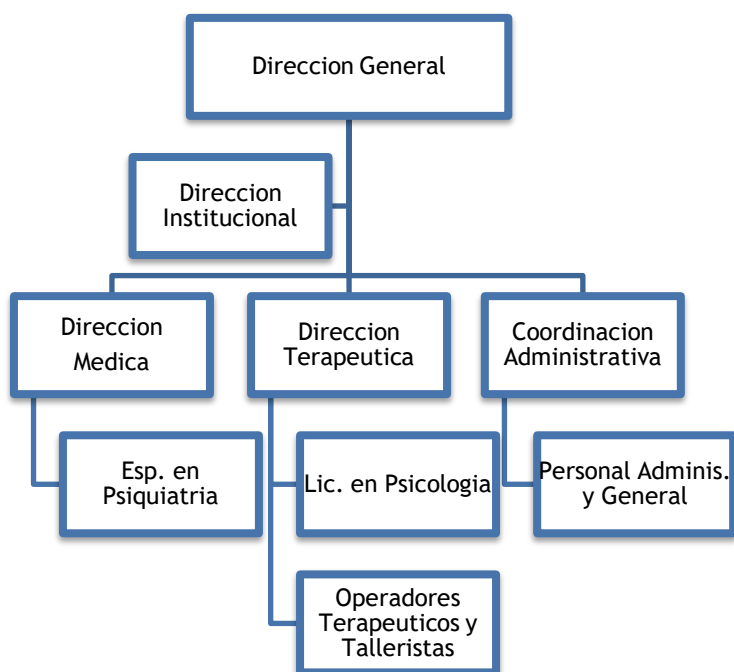 Direccion General
Direccion
Institucional
Direccion
Medica
Direccion
Terapeutica
Coordinacion
Administrativa
Esp. en
Psiquiatria
Lic. en Psicologia
Personal Adminis.
y General
Operadores
Terapeuticos y
Talleristas